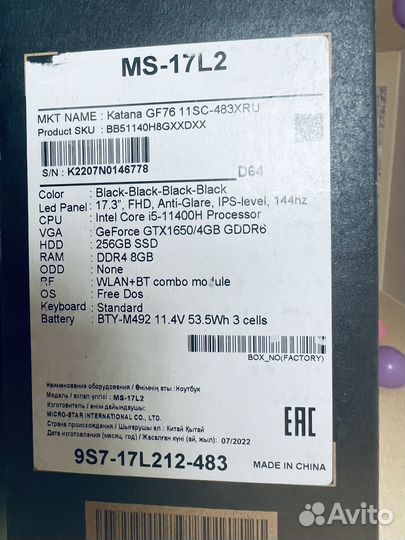 MS-17L2
MKT NAME : Katana GF76 11SC-483XRU
Product SKU : BB51140H8GXXDXX
S/N : K2207N0146778
D64
Color : Black-Black-Black-Black
Led Panel : 17.3", FHD, Anti-Glare, IPS-level, 144hz
CPU : Intel Core i5-11400H Processor
VGA : GeForce GTX1650/4GB GDDR6
HDD : 256GB SSD
RAM : DDR4 8GB
ODD : None
RF : WLAN+BT combo module
OS : Free Dos
Keyboard : Standard
Battery : BTY-M492 11.4V 53.5Wh 3 cells
BOX_NO(FACTORY)
Наименование оборудования / Өнімнің аты : Ноутбук
Модель / аспап үлгісі : MS-17L2
Изготовитель / өнім дайындаушы:
MICRO-STAR INTERNATIONAL CO., LTD.
Страна происхождения / Шығарушы ел : Китай Қытай
Дата изготовления (месяц, год) / Жасалған күні (ай, жыл): 07/2022
EAC
9S7-17L212-483
MADE IN CHINA
Avito